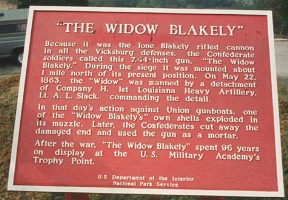 "THE WIDOW BLAKELY"
Because it was the lone Blakely rifled cannon
in all the Vicksburg defenses, the Confederate
soldiers called this 7.-4-inch gun, "The Widow
Blakely." During the siege it was mounted about
1 mile north of its present position. On May 22,
1863, the "Widow" was manned by a detachment
of Company H, 1st Louisiana Heavy Artillery,
Lt. A. L. Slack, commanding the detail.
In that day's action against Union gunboats, one
of the "Widow Blakely's" own shells exploded in
its muzzle. Later, the Confederates cut away the
damaged end and used the gun as a mortar.
After the war, "The Widow Blakely" spent 96 years
on display at the U. S. Military Academy's
Trophy Point.
U.S. Department of the Interior
National Park Service